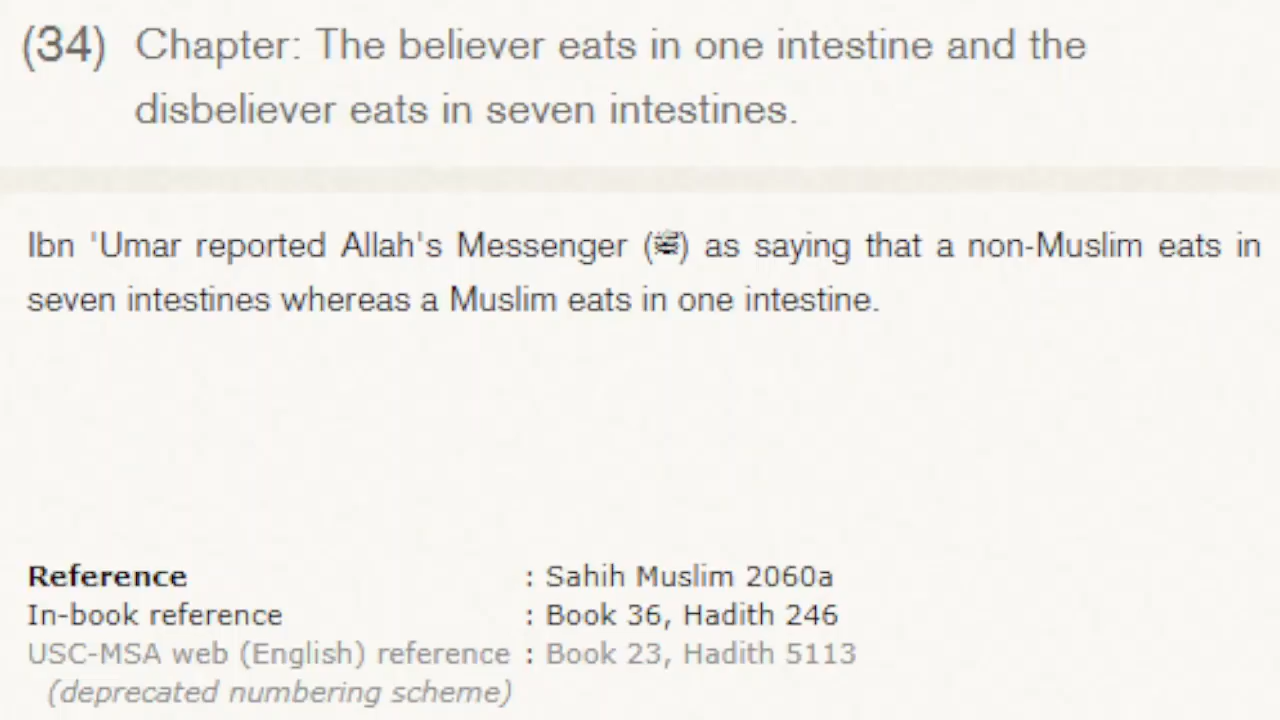 (34) Chapter: The believer eats in one intestine and the
disbeliever eats in seven intestines.
Ibn 'Umar reported Allah's Messenger (ﷺ) as saying that a non-Muslim eats in
seven intestines whereas a Muslim eats in one intestine.
Reference : Sahih Muslim 2060a
In-book reference : Book 36, Hadith 246
USC-MSA web (English) reference : Book 23, Hadith 5113
(deprecated numbering scheme)